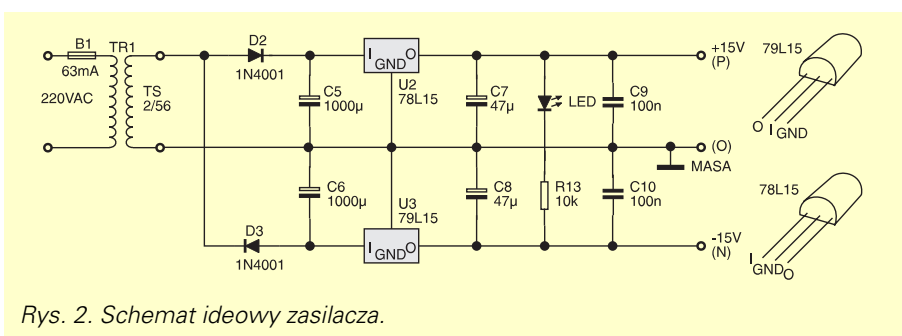 B1
63mA
TR1
220VAC
TS
2/56
D2
1N4001
C5
1000µ
I
GND
O
U2
78L15
C7
47µ
LED
C9
100n
+15V
(P)
(O)
MASA
C6
1000µ
U3
79L15
I
GND
O
C8
47µ
R13
10k
C10
100n
D3
1N4001
-15V
(N)
79L15
O
I
GND
78L15
I
GND
O
Rys. 2. Schemat ideowy zasilacza.